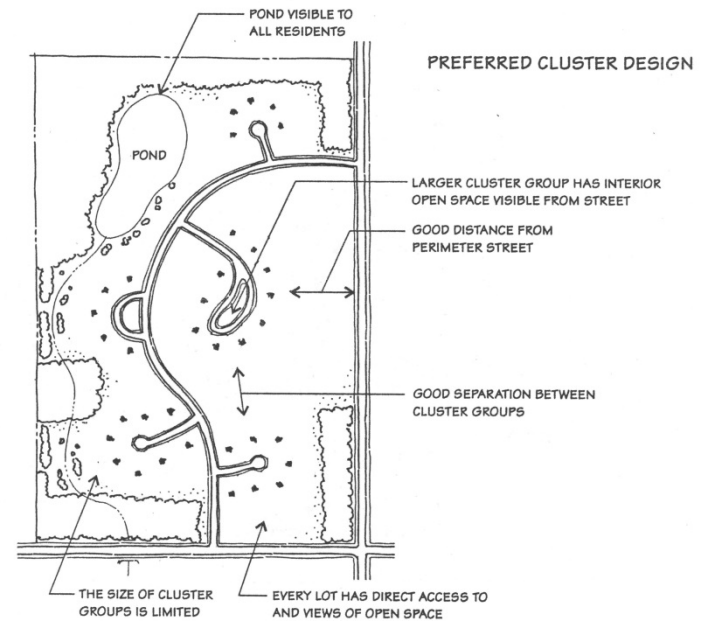 POND VISIBLE TO
ALL RESIDENTS
PREFERRED CLUSTER DESIGN
POND
LARGER CLUSTER GROUP HAS INTERIOR
OPEN SPACE VISIBLE FROM STREET
GOOD DISTANCE FROM
PERIMETER STREET
GOOD SEPARATION BETWEEN
CLUSTER GROUPS
THE SIZE OF CLUSTER
GROUPS IS LIMITED
EVERY LOT HAS DIRECT ACCESS TO
AND VIEWS OF OPEN SPACE